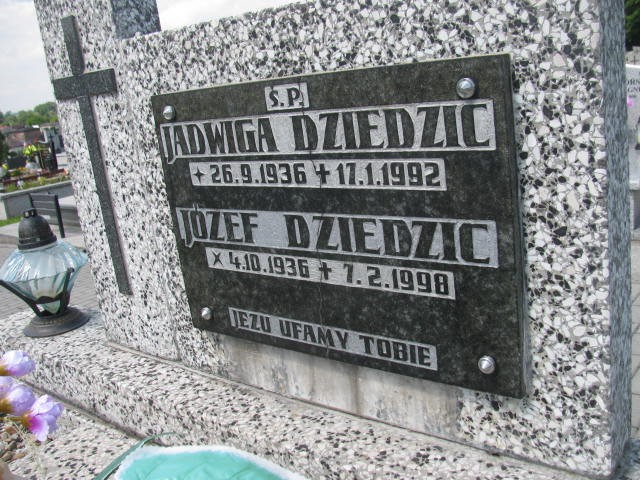 Ś.P.
JADWIGA DZIEDZIC
✶ 26.9.1936 ✝ 17.1.1992
JÓZEF DZIEDZIC
✶ 4.10.1936 ✝ 7.2.1998
JEZU UFAMY TOBIE